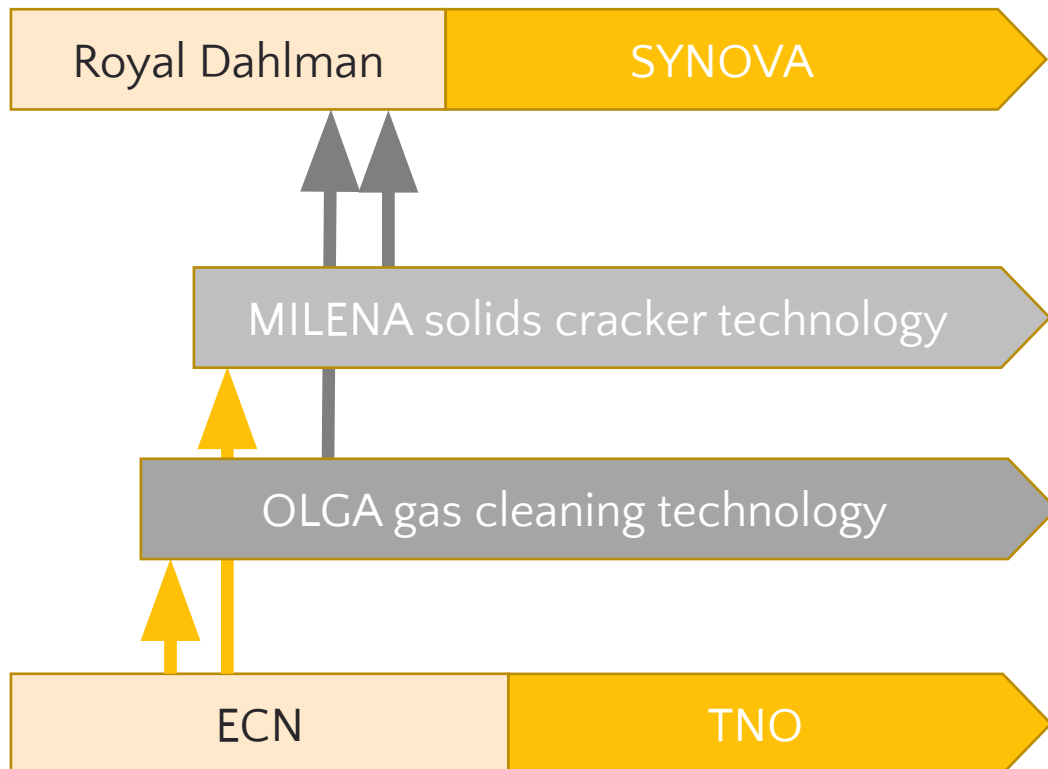 Royal Dahlman SYNOVA
MILENA solids cracker technology
OLGA gas cleaning technology
ECN TNO